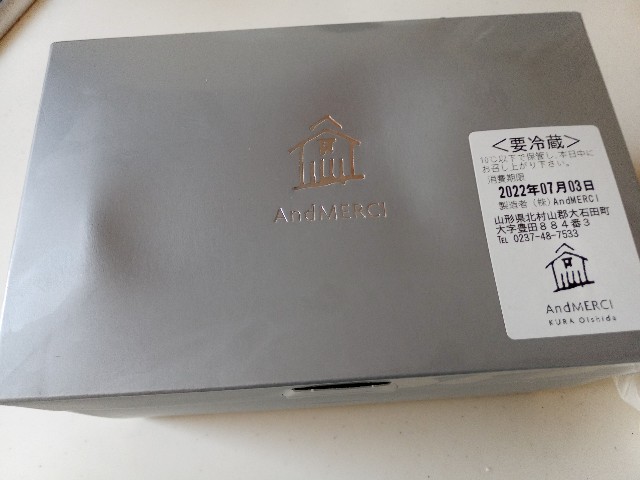 AndMERCI
<要冷蔵>
10℃以下で保管し、本日中に
お召し上がり下さい。
消費期限
2022年07月03日
製造者 (株)AndMERCI
山形県北村山郡大石田町
大字豊田884番3
℡ 0237-48-7533
AndMERCI
KURA Oishida